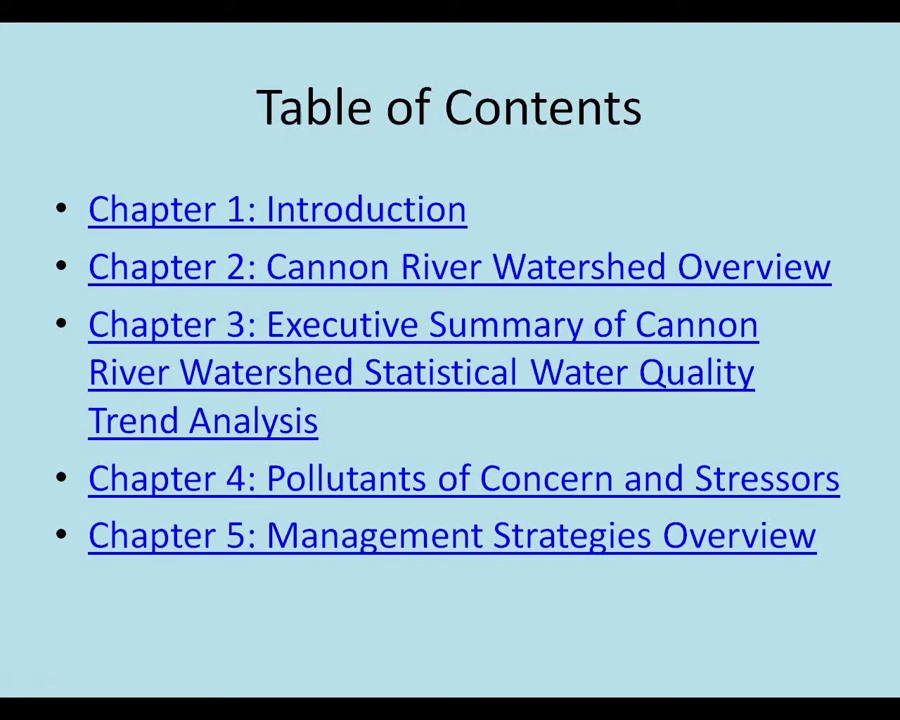 Table of Contents
• Chapter 1: Introduction
• Chapter 2: Cannon River Watershed Overview
• Chapter 3: Executive Summary of Cannon
River Watershed Statistical Water Quality
Trend Analysis
• Chapter 4: Pollutants of Concern and Stressors
• Chapter 5: Management Strategies Overview